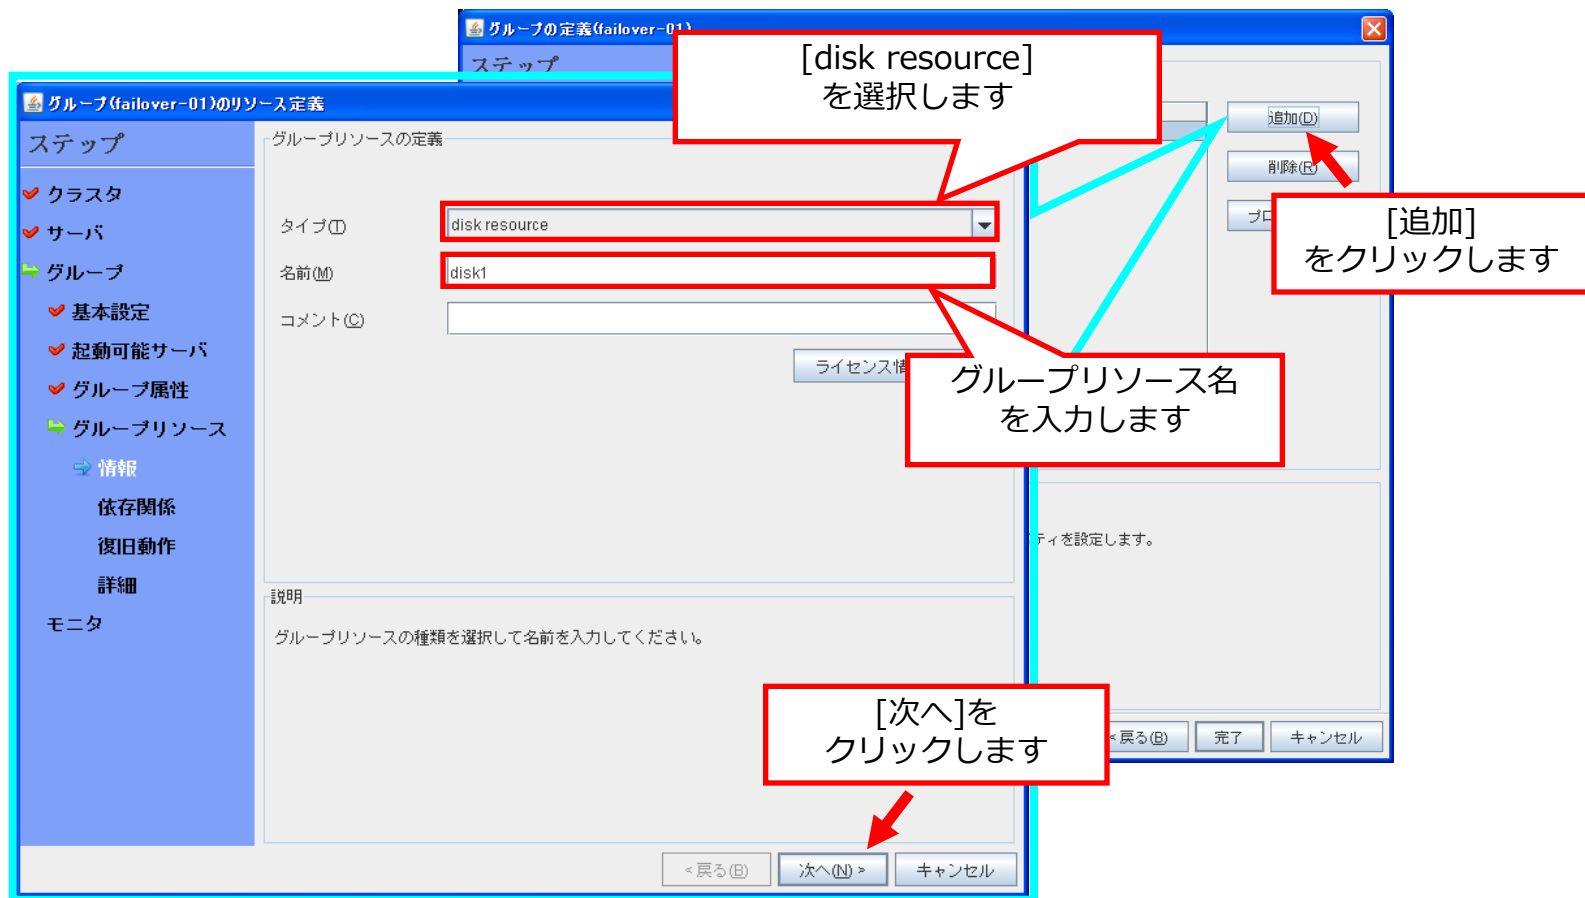 グループの定義(failover-01)
ステップ
追加(D)
削除(R)
プロ
ティを設定します。
<戻る(B)
完了
キャンセル
グループ(failover-01)のリソース定義
ステップ
クラスタ
サーバ
グループ
基本設定
起動可能サーバ
グループ属性
グループリソース
情報
依存関係
復旧動作
詳細
モニタ
グループリソースの定義
タイプ(T)
disk resource
名前(M)
disk1
コメント(C)
ライセンス情
説明
グループリソースの種類を選択して名前を入力してください。
<戻る(B)
次へ(N) >
キャンセル
[disk resource]
を選択します
[追加]
をクリックします
グループリソース名
を入力します
[次へ]を
クリックします